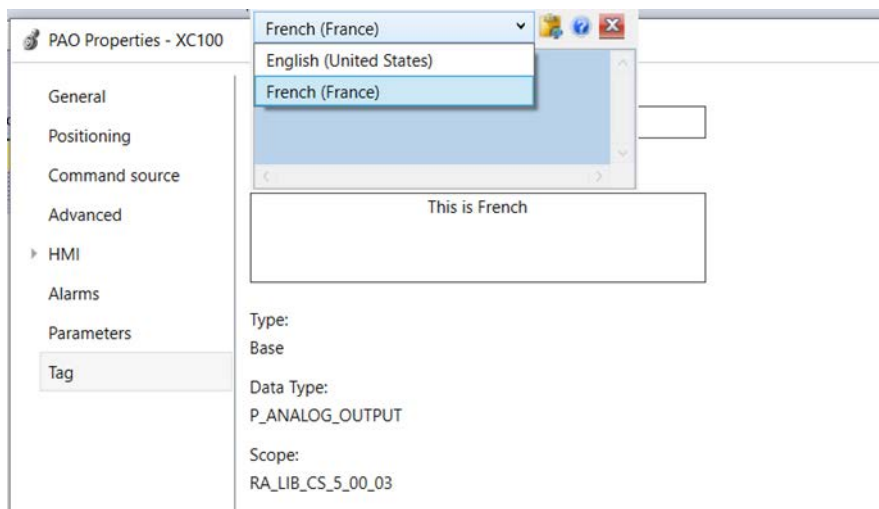 PAO Properties - XC100
French (France)
English (United States)
French (France)
General
Positioning
Command source
Advanced
HMI
Alarms
Parameters
Tag
This is French
Type:
Base
Data Type:
P_ANALOG_OUTPUT
Scope:
RA_LIB_CS_5_00_03